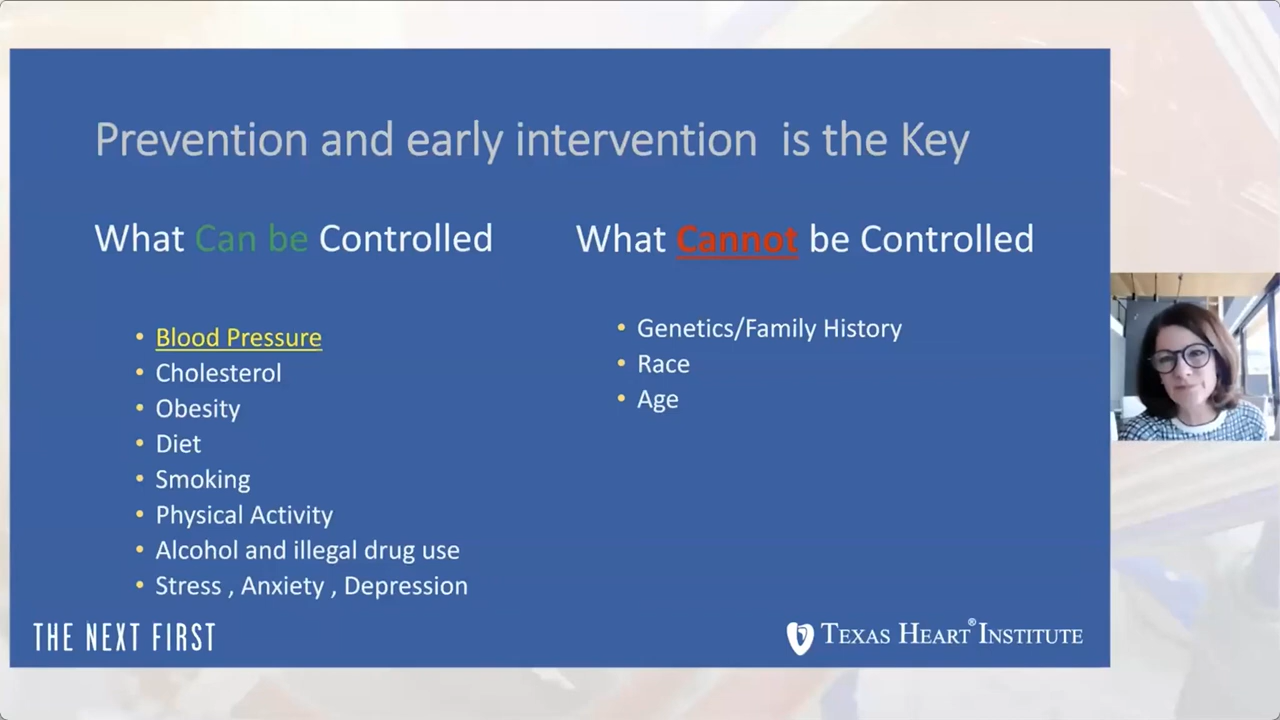 Prevention and early intervention  is the Key
What Can be Controlled
• Blood Pressure
• Cholesterol
• Obesity
• Diet
• Smoking
• Physical Activity
• Alcohol and illegal drug use
• Stress , Anxiety , Depression
What Cannot be Controlled
• Genetics/Family History
• Race
• Age
THE NEXT FIRST
TEXAS HEART® INSTITUTE